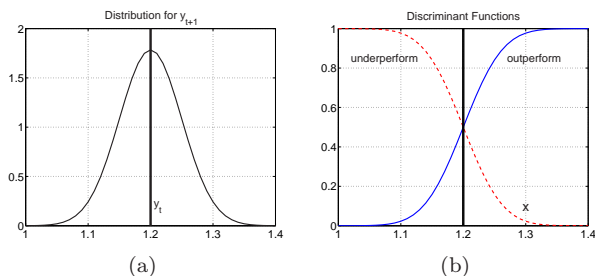 Distribution for y_{t+1}
2
1.5
1
0.5
0
1 1.1 1.2 1.3 1.4
y_t
(a)
Discriminant Functions
1
0.8
0.6
0.4
0.2
0
1 1.1 1.2 1.3 1.4
underperform outperform
x
(b)